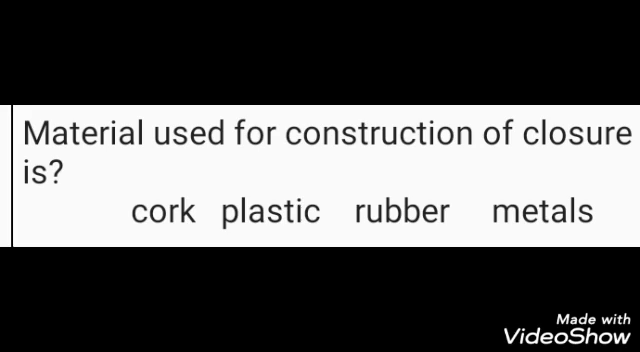 Material used for construction of closure
is?
cork plastic rubber metals
Made with
VideoShow